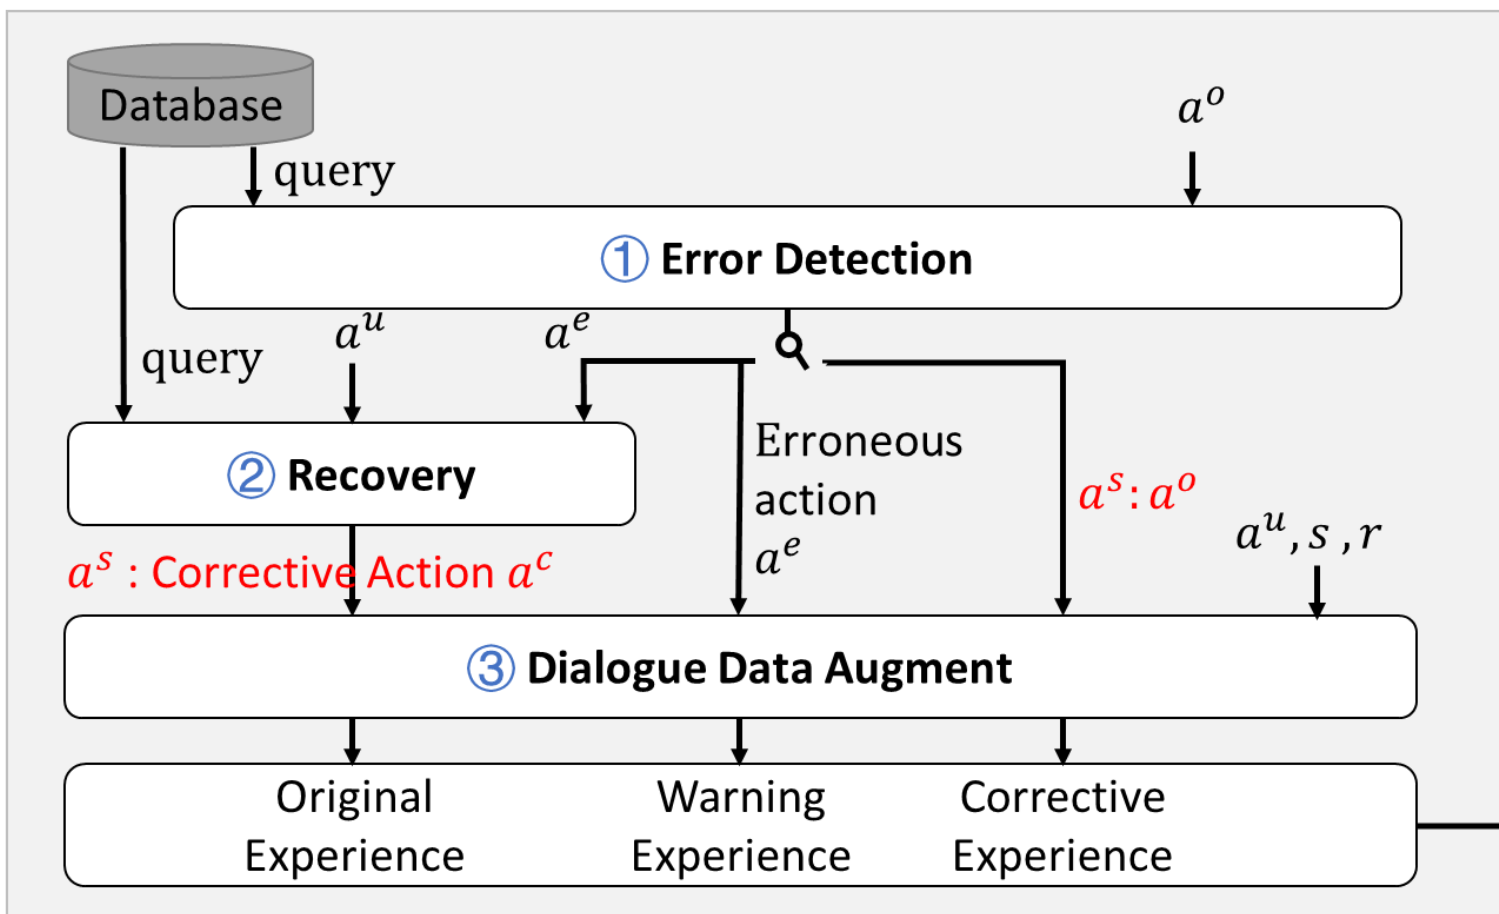 Database
a^o
query
① Error Detection
a^u
a^e
query
② Recovery
Erroneous
action
a^e
a^s: a^o
a^u, s , r
a^s : Corrective Action a^c
③ Dialogue Data Augment
Original
Experience
Warning
Experience
Corrective
Experience